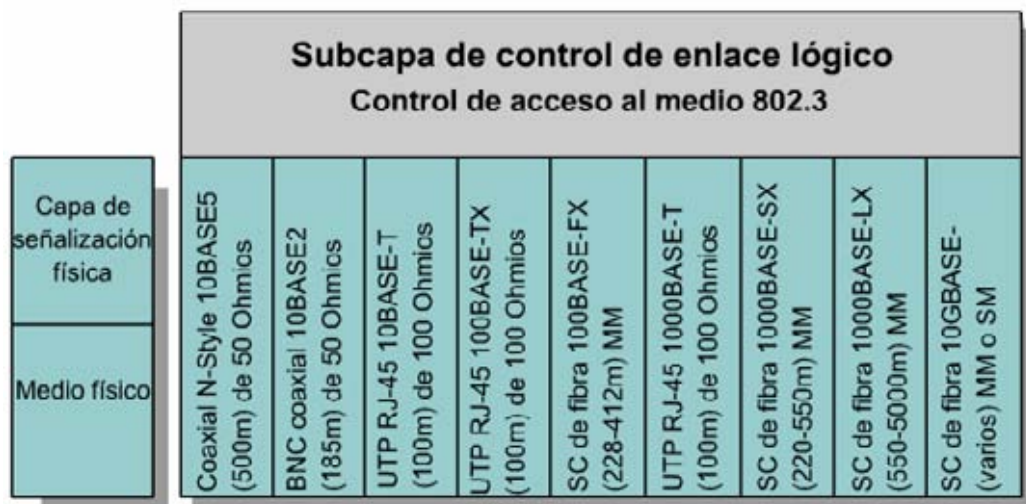 Subcapa de control de enlace lógico
Control de acceso al medio 802.3
Capa de
señalización
física
Medio físico
Coaxial N-Style 10BASE5
(500m) de 50 Ohmios
BNC coaxial 10BASE2
(185m) de 50 Ohmios
UTP RJ-45 10BASE-T
(100m) de 100 Ohmios
UTP RJ-45 100BASE-TX
(100m) de 100 Ohmios
SC de fibra 100BASE-FX
(228-412m) MM
UTP RJ-45 1000BASE-T
(100m) de 100 Ohmios
SC de fibra 1000BASE-SX
(220-550m) MM
SC de fibra 1000BASE-LX
(550-5000m) MM
SC de fibra 10GBASE-
(varios) MM o SM